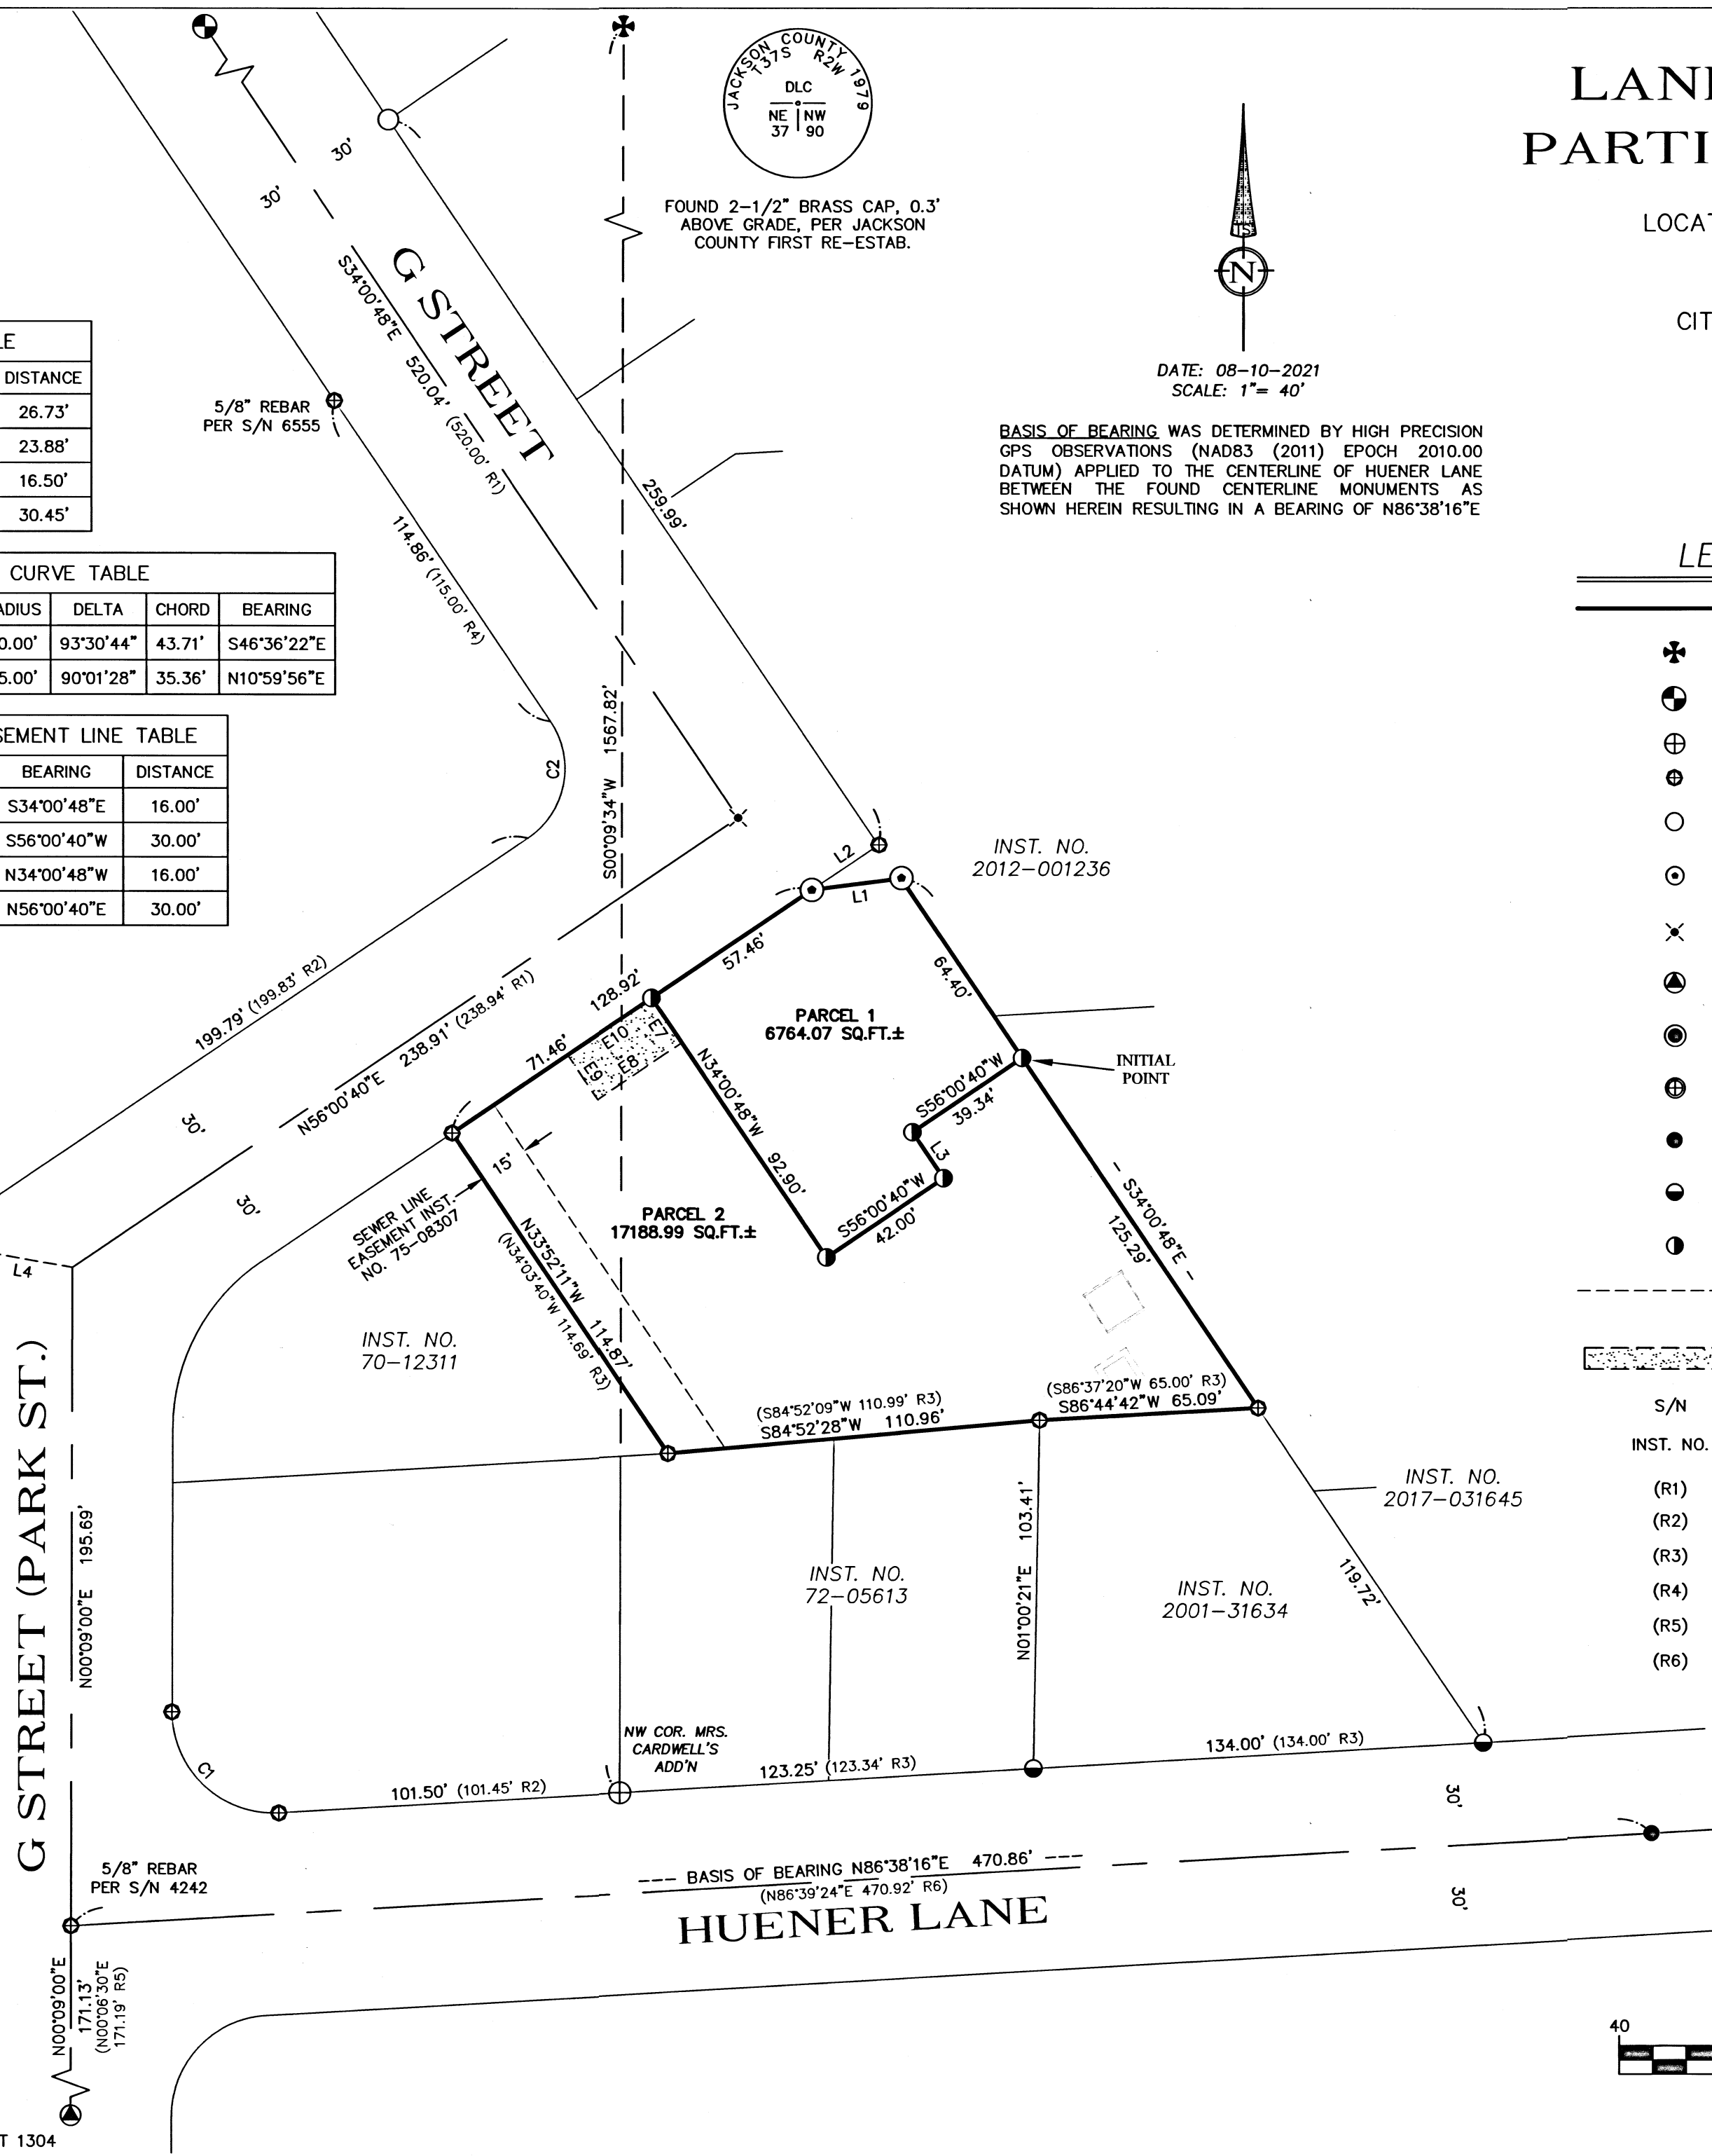 JACKSON COUNTY 1979
T37S R2W
DLC
NE NW
37 90
FOUND 2-1/2" BRASS CAP, 0.3'
ABOVE GRADE, PER JACKSON
COUNTY FIRST RE-ESTAB.
LAN
PARTI
LOCAT
CIT
N
DATE: 08-10-2021
SCALE: 1"= 40'
BASIS OF BEARING WAS DETERMINED BY HIGH PRECISION
GPS OBSERVATIONS (NAD83 (2011) EPOCH 2010.00
DATUM) APPLIED TO THE CENTERLINE OF HUENER LANE
BETWEEN THE FOUND CENTERLINE MONUMENTS AS
SHOWN HEREIN RESULTING IN A BEARING OF N86°38'16"E
LE
DISTANCE
26.73'
23.88'
16.50'
30.45'
CURVE TABLE
ADIUS DELTA CHORD BEARING
0.00' 93°30'44" 43.71' S46°36'22"E
5.00' 90°01'28" 35.36' N10°59'56"E
SEMENT LINE TABLE
BEARING DISTANCE
S34°00'48"E 16.00'
S56°00'40"W 30.00'
N34°00'48"W 16.00'
N56°00'40"E 30.00'
30'
30'
G STREET
S34°00'48"E 520.04' (520.00' R1)
5/8" REBAR
PER S/N 6555
114.86' (115.00' R4)
259.99'
S00°09'34"W 1567.82'
C2
L2
L1
INST. NO.
2012-001236
199.79' (199.83' R2)
N56°00'40"E 238.91' (238.94' R1)
30'
30'
128.92'
57.46'
71.46'
E10
E7
E9
E8
64.40'
PARCEL 1
6764.07 SQ.FT.±
INITIAL
POINT
N34°00'48"W 92.90'
S56°00'40"W
39.34'
L3
S56°00'40"W
42.00'
S34°00'48"E
125.29'
15'
SEWER LINE
EASEMENT INST.
NO. 75-08307
PARCEL 2
17188.99 SQ.FT.±
N33°52'11"W 114.87'
(N34°03'40"W 114.69' R3)
INST. NO.
70-12311
L4
(S84°52'09"W 110.99' R3)
S84°52'28"W 110.96'
(S86°37'20"W 65.00' R3)
S86°44'42"W 65.09'
INST. NO.
2017-031645
G STREET (PARK ST.)
N00°09'00"E 195.69'
INST. NO.
72-05613
N01°00'21"E 103.41'
INST. NO.
2001-31634
119.72'
C1
NW COR. MRS.
CARDWELL'S
ADD'N
101.50' (101.45' R2)
123.25' (123.34' R3)
134.00' (134.00' R3)
30'
30'
5/8" REBAR
PER S/N 4242
BASIS OF BEARING N86°38'16"E 470.86'
(N86°39'24"E 470.92' R6)
HUENER LANE
N00°09'00"E
171.13'
(N00°06'30"E
171.19' R5)
T 1304
S/N
INST. NO.
(R1)
(R2)
(R3)
(R4)
(R5)
(R6)
40